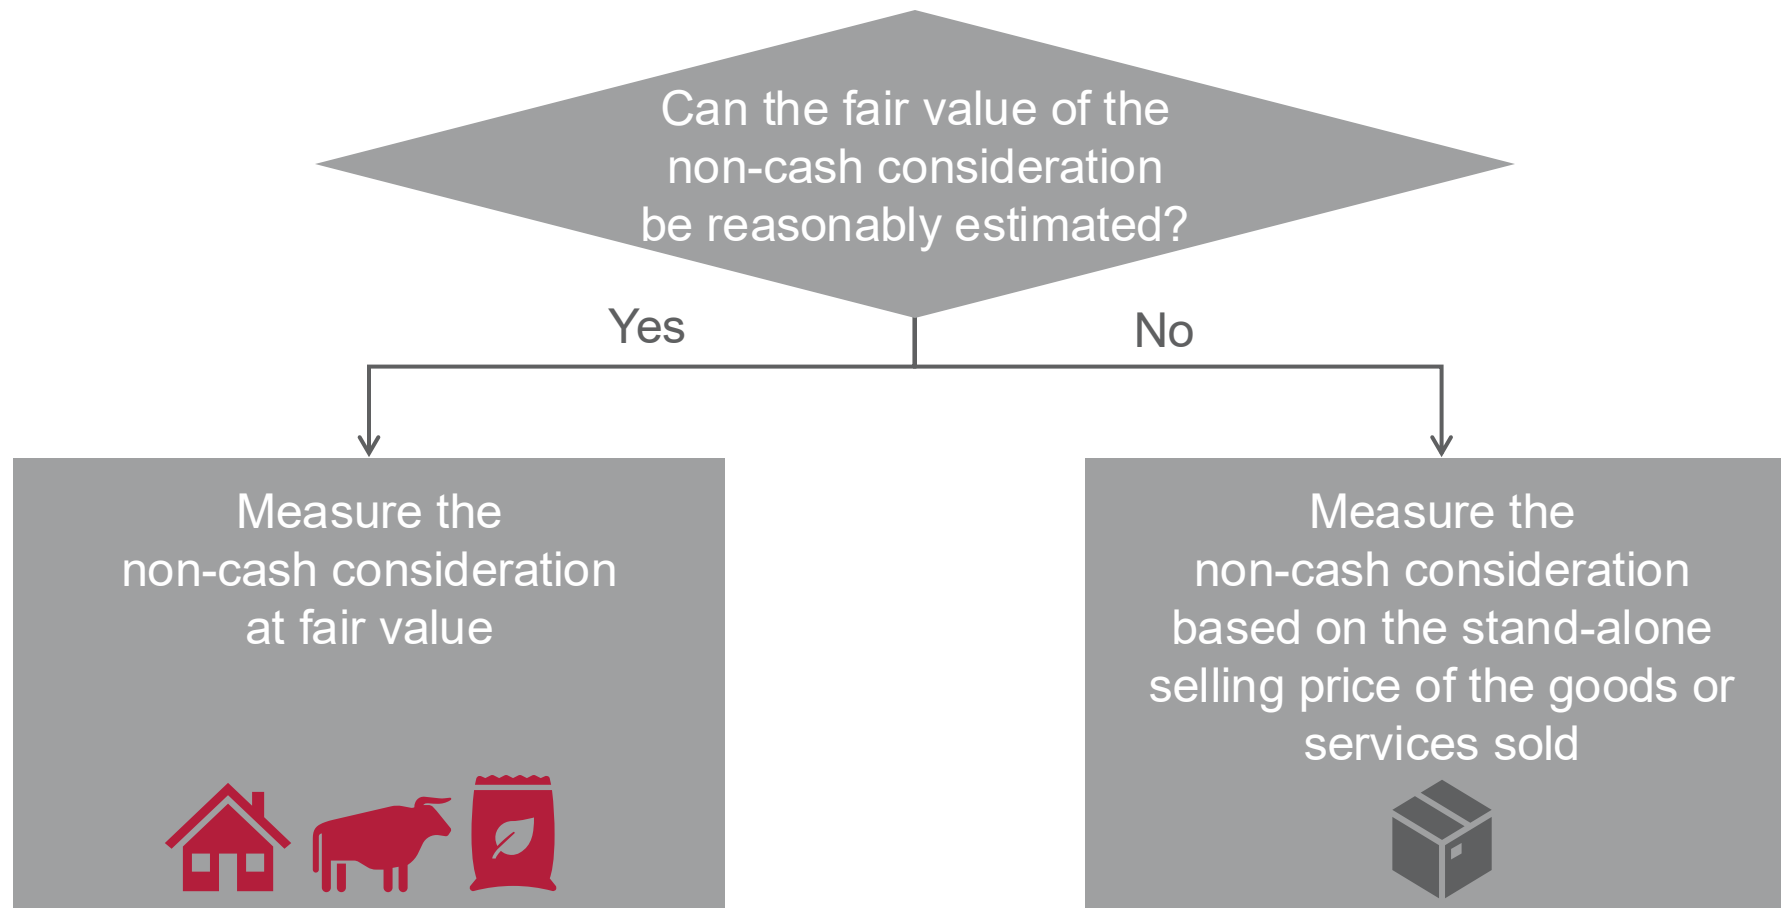 Can the fair value of the
non-cash consideration
be reasonably estimated?
Yes
No
Measure the
non-cash consideration
at fair value
Measure the
non-cash consideration
based on the stand-alone
selling price of the goods or
services sold